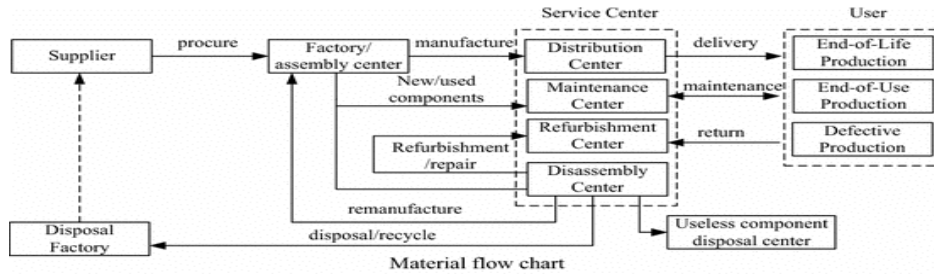 Service Center
User
Supplier
procure
Factory/
assembly center
manufacture
Distribution
Center
delivery
End-of-Life
Production
New/used
components
Maintenance
Center
maintenance
End-of-Use
Production
Refurbishment
/repair
Refurbishment
Center
return
Defective
Production
Disassembly
Center
remanufacture
Disposal
Factory
disposal/recycle
Useless component
disposal center
Material flow chart